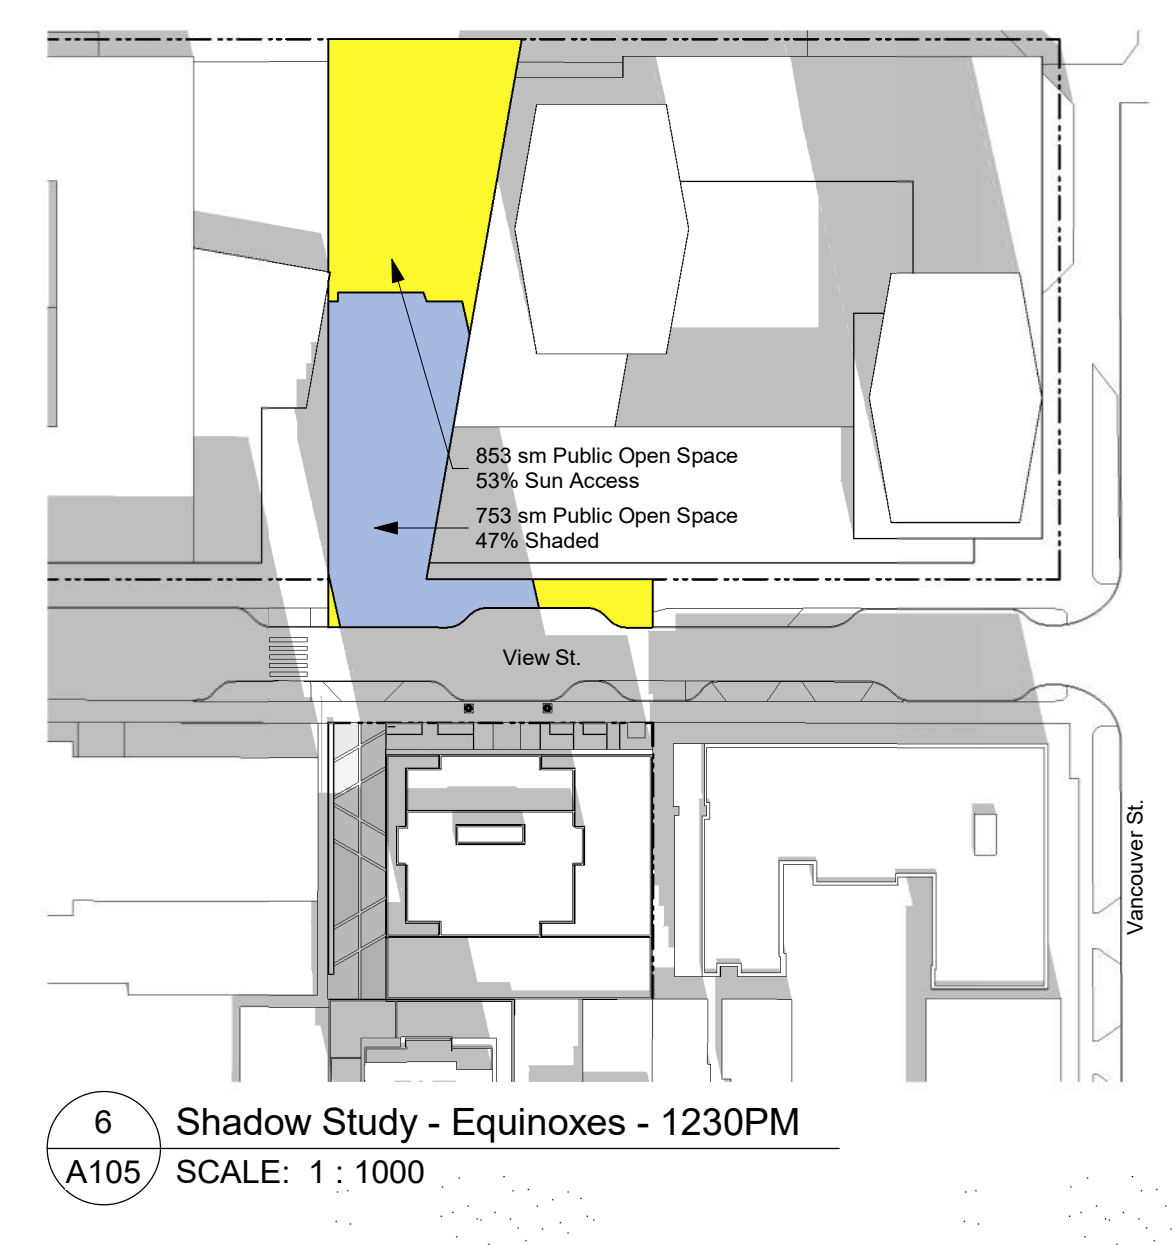 853 sm Public Open Space
53% Sun Access
753 sm Public Open Space
47% Shaded
View St.
Vancouver St.
6
A105
Shadow Study - Equinoxes - 1230PM
SCALE: 1 : 1000